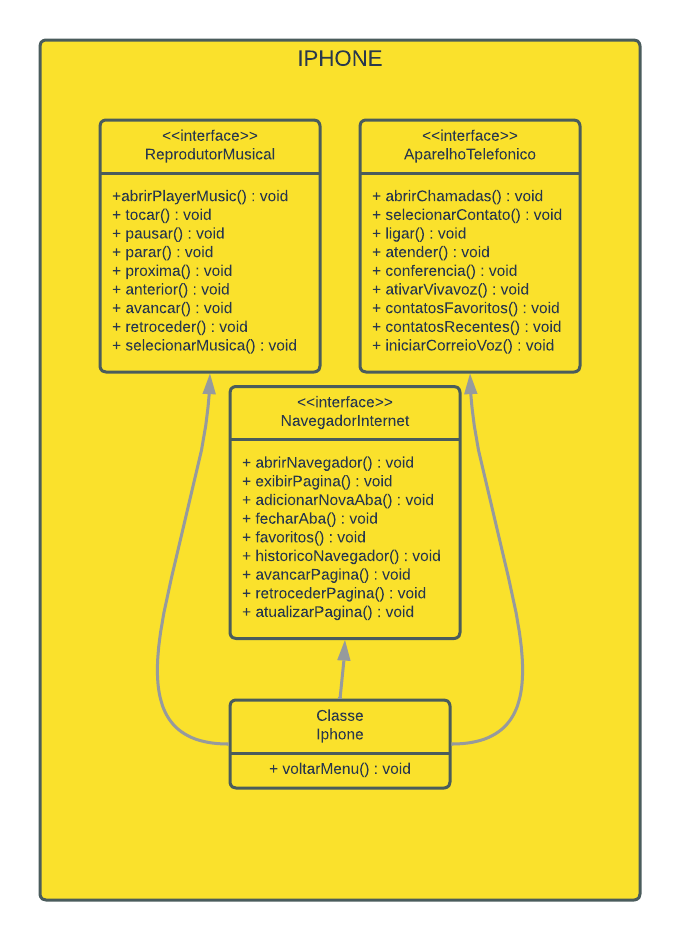 IPHONE
<<interface>>
ReprodutorMusical
+abrirPlayerMusic() : void
+ tocar() : void
+ pausar() : void
+ parar() : void
+ proxima() : void
+ anterior() : void
+ avancar() : void
+ retroceder() : void
+ selecionarMusica() : void
<<interface>>
AparelhoTelefonico
+ abrirChamadas() : void
+ selecionarContato() : void
+ ligar() : void
+ atender() : void
+ conferencia() : void
+ ativarVivavoz() : void
+ contatosFavoritos() : void
+ contatosRecentes() : void
+ iniciarCorreioVoz() : void
<<interface>>
NavegadorInternet
+ abrirNavegador() : void
+ exibirPagina() : void
+ adicionarNovaAba() : void
+ fecharAba() : void
+ favoritos() : void
+ historicoNavegador() : void
+ avancarPagina() : void
+ retrocederPagina() : void
+ atualizarPagina() : void
Classe
Iphone
+ voltarMenu() : void